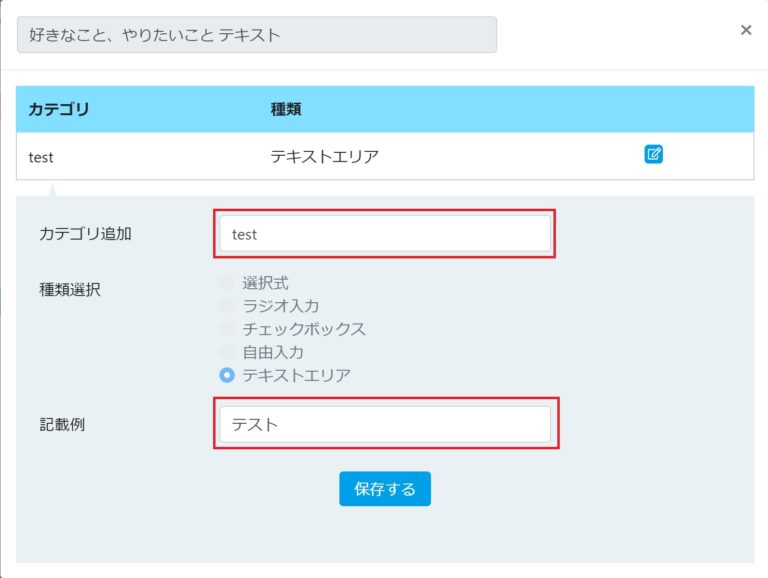 好きなこと、やりたいこと テキスト
×
カテゴリ 種類
test テキストエリア
カテゴリ追加 test
種類選択 選択式
ラジオ入力
チェックボックス
自由入力
テキストエリア
記載例 テスト
保存する